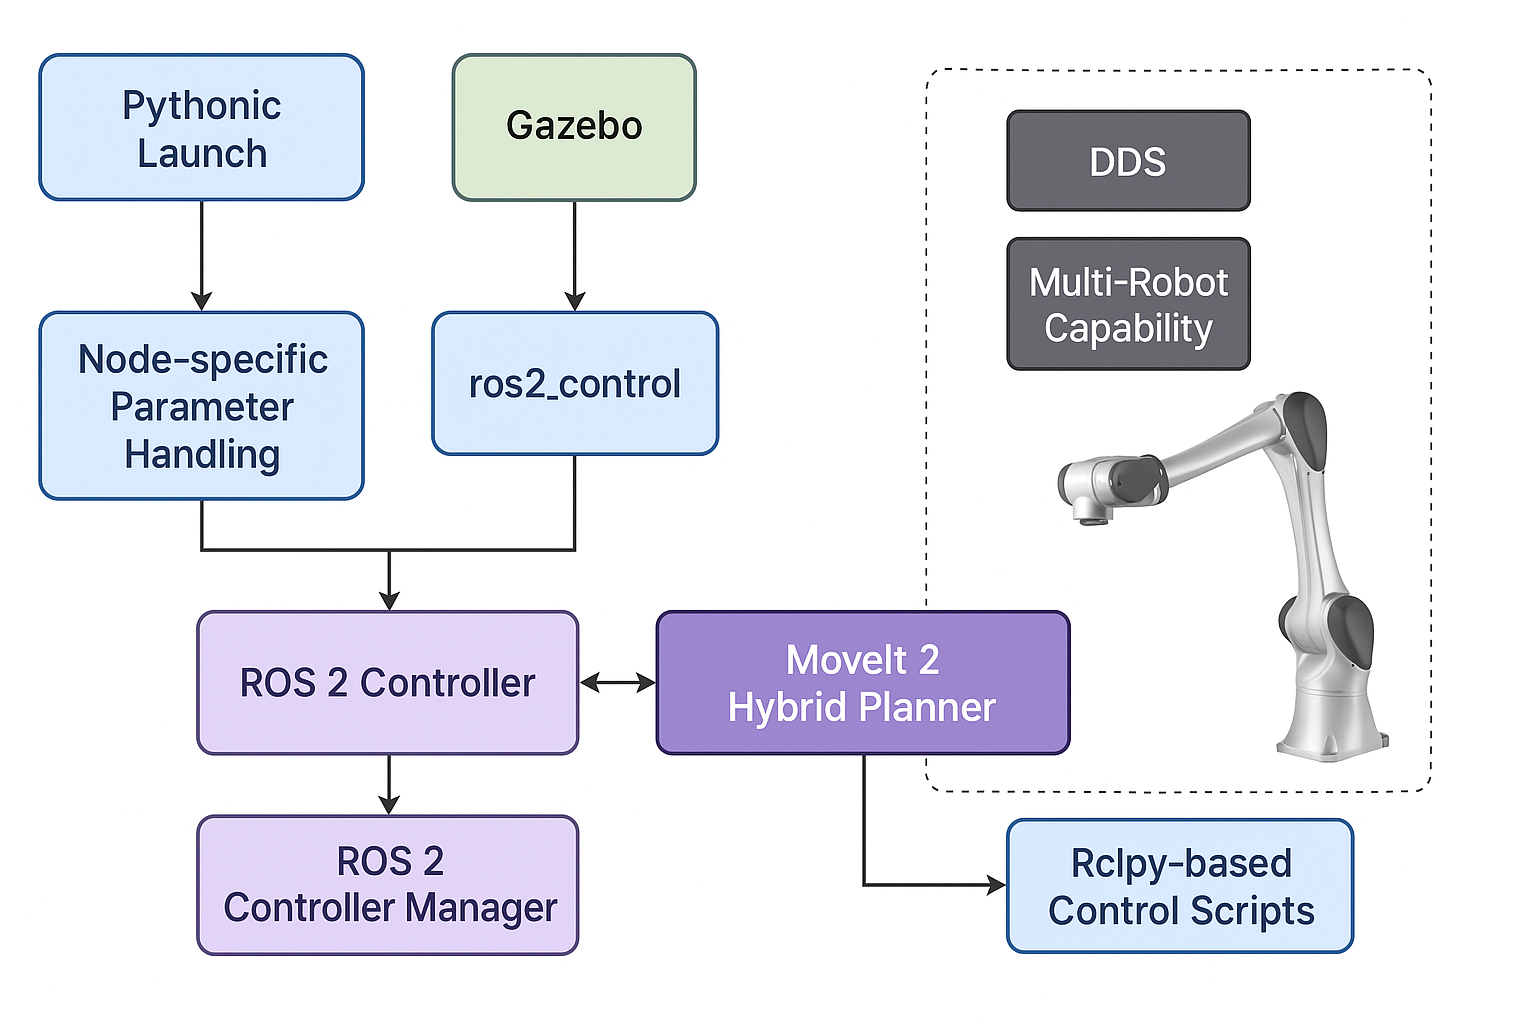 Pythonic
Launch
Gazebo
DDS
Multi-Robot
Capability
Node-specific
Parameter
Handling
ros2_control
ROS 2 Controller
MoveIt 2
Hybrid Planner
ROS 2
Controller Manager
Rclpy-based
Control Scripts